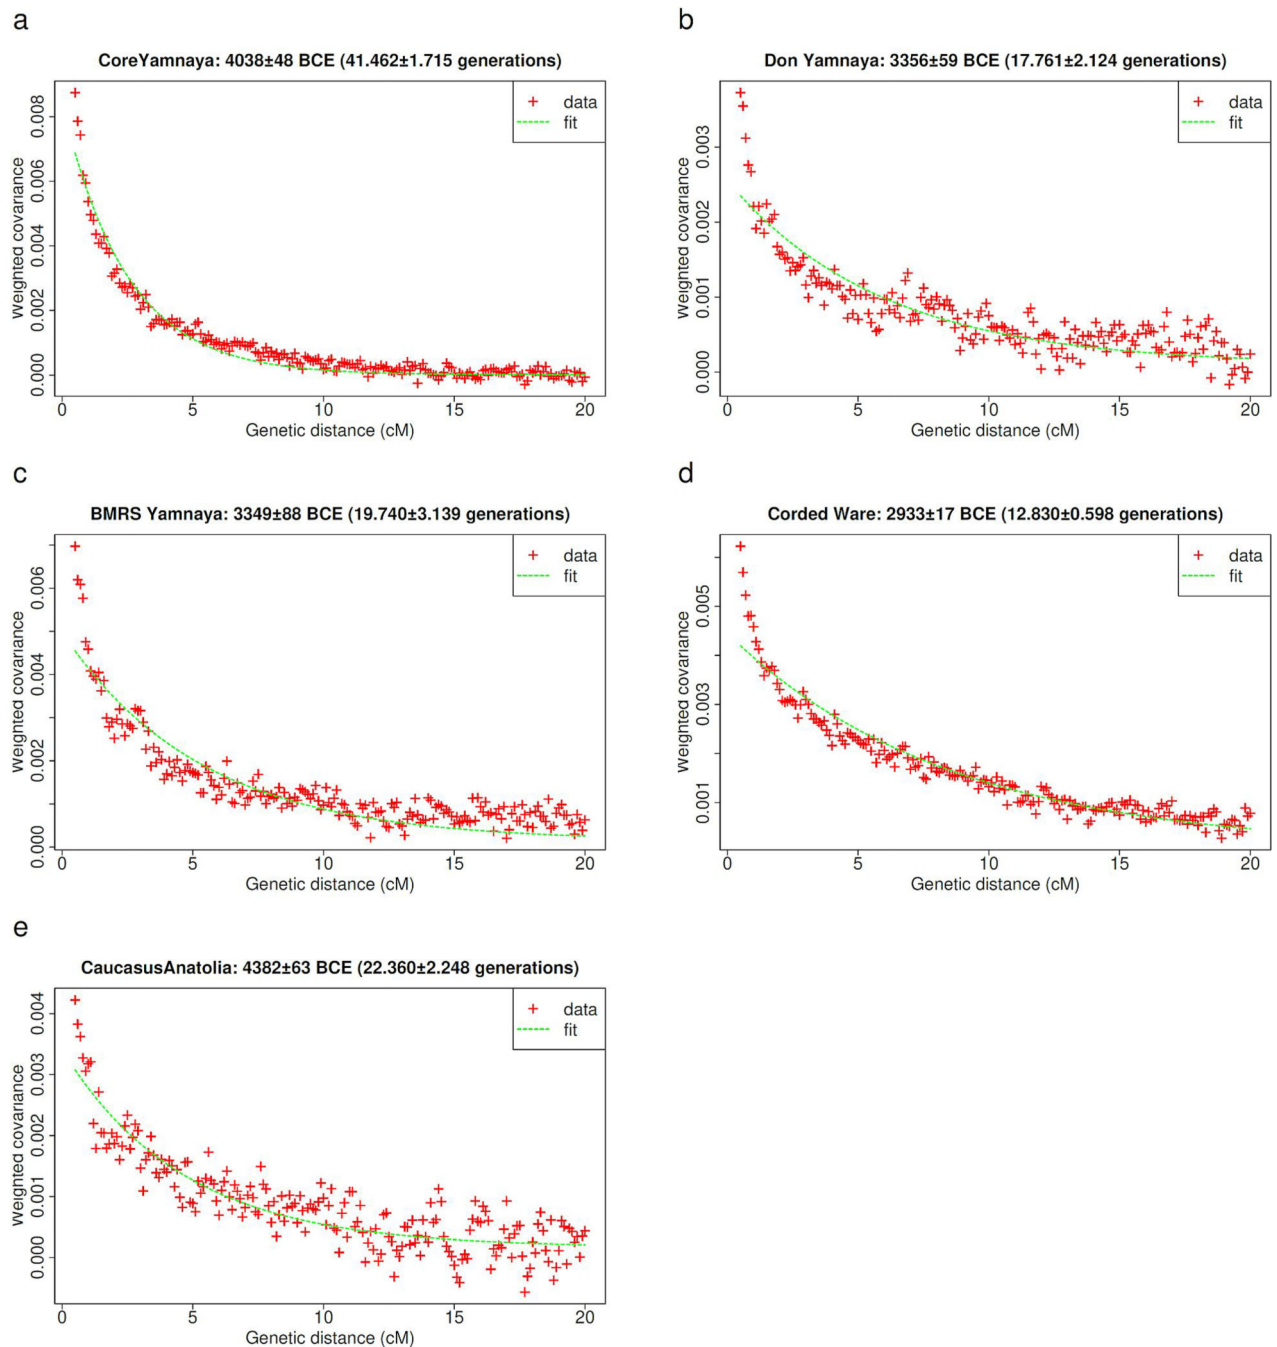 a
CoreYamnaya: 4038±48 BCE (41.462±1.715 generations)
data
fit
Weighted covariance
0.008
0.006
0.004
0.002
0.000
0 5 10 15 20
Genetic distance (cM)
b
Don Yamnaya: 3356±59 BCE (17.761±2.124 generations)
data
fit
Weighted covariance
0.003
0.002
0.001
0.000
0 5 10 15 20
Genetic distance (cM)
c
BMRS Yamnaya: 3349±88 BCE (19.740±3.139 generations)
data
fit
Weighted covariance
0.006
0.004
0.002
0.000
0 5 10 15 20
Genetic distance (cM)
d
Corded Ware: 2933±17 BCE (12.830±0.598 generations)
data
fit
Weighted covariance
0.005
0.003
0.001
0 5 10 15 20
Genetic distance (cM)
e
CaucasusAnatolia: 4382±63 BCE (22.360±2.248 generations)
data
fit
Weighted covariance
0.004
0.003
0.002
0.001
0.000
0 5 10 15 20
Genetic distance (cM)